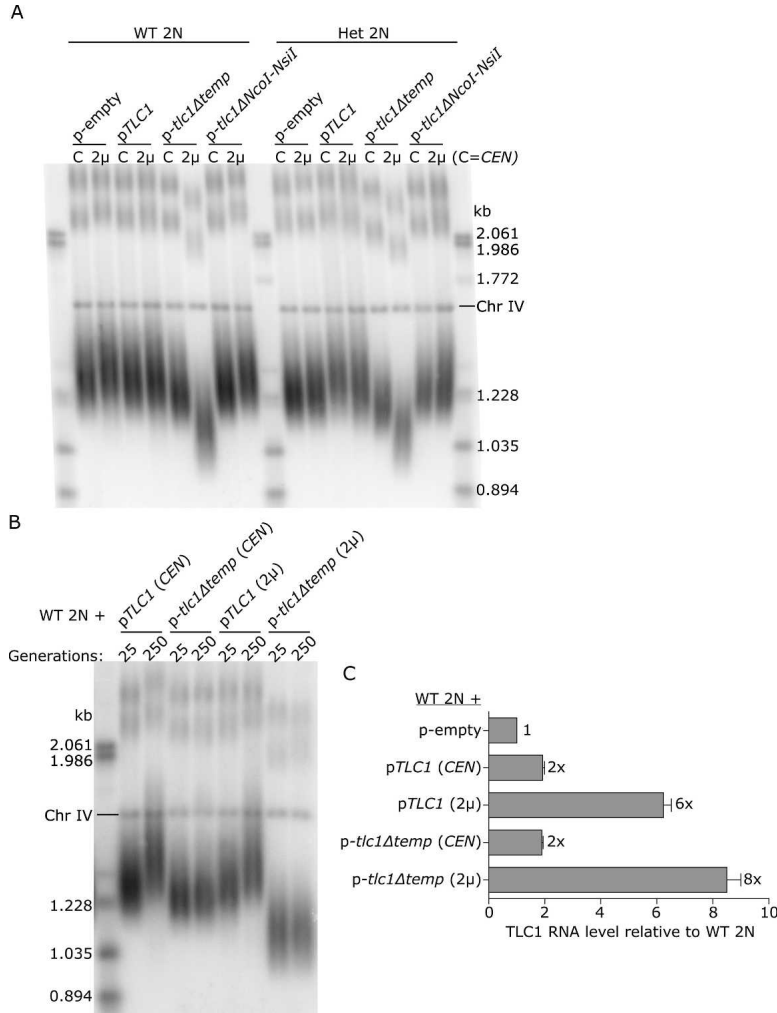 A
WT 2N Het 2N
p-empty pTLC1 p-tlc1Δtemp p-tlc1ΔNcoI-NsiI p-empty pTLC1 p-tlc1Δtemp p-tlc1ΔNcoI-NsiI
C 2μ C 2μ C 2μ C 2μ C 2μ C 2μ C 2μ C 2μ (C=CEN)
kb
2.061
1.986
1.772
Chr IV
1.228
1.035
0.894
B
WT 2N + pTLC1 (CEN) p-tlc1Δtemp (CEN) pTLC1 (2μ) p-tlc1Δtemp (2μ)
Generations: 25 250 25 250 25 250 25 250
kb
2.061
1.986
Chr IV
1.228
1.035
0.894
C
WT 2N +
p-empty 1
pTLC1 (CEN) 2x
pTLC1 (2μ) 6x
p-tlc1Δtemp (CEN) 2x
p-tlc1Δtemp (2μ) 8x
0 2 4 6 8 10
TLC1 RNA level relative to WT 2N